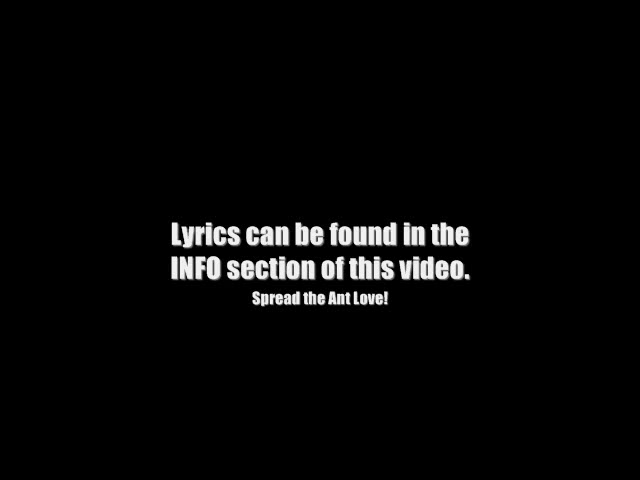 Lyrics can be found in the
INFO section of this video.
Spread the Ant Love!